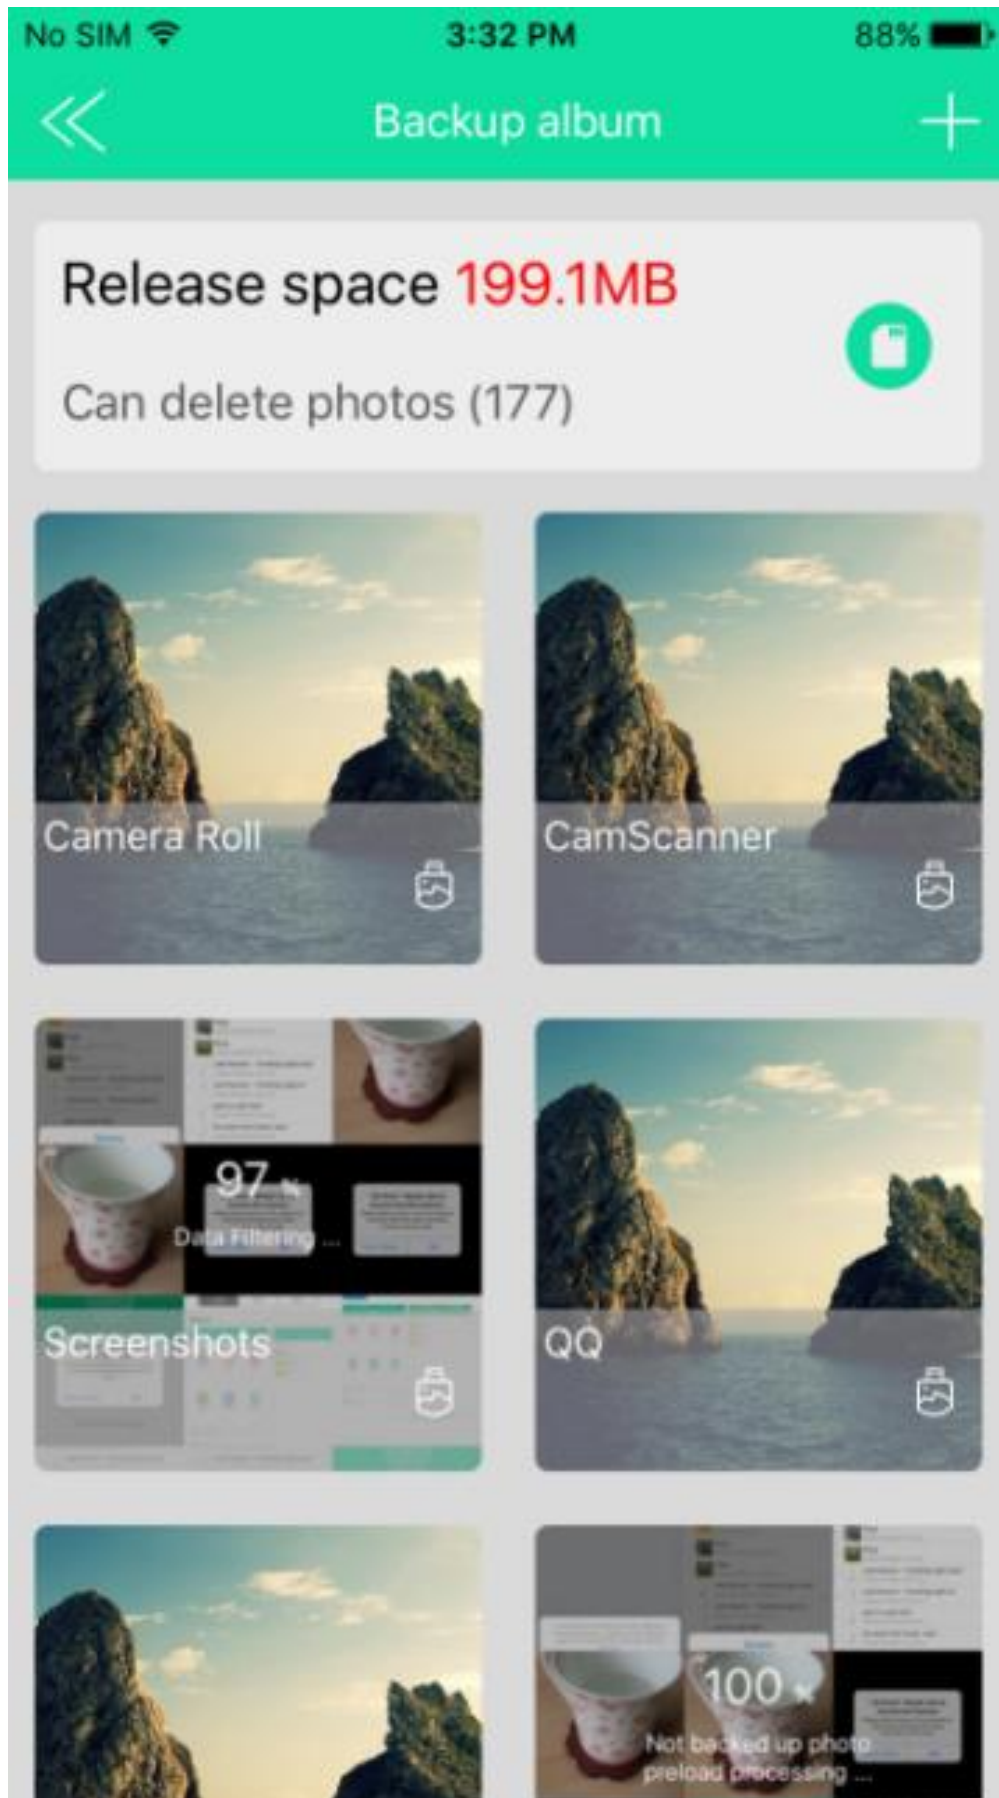 No SIM
3:32 PM
88%
Backup album
Release space 199.1MB
Can delete photos (177)
Camera Roll
CamScanner
97 %
Data Filtering ...
Screenshots
QQ
100 %
Not backed up photo
preload processing ...